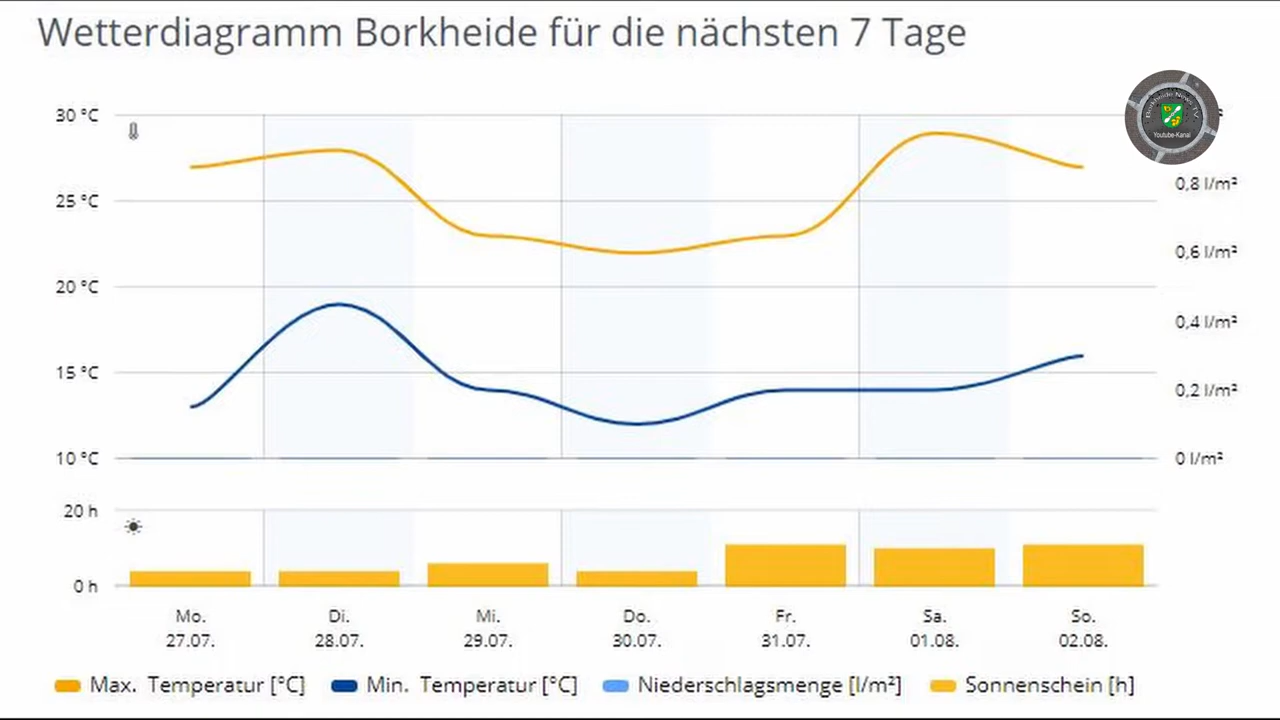 Wetterdiagramm Borkheide für die nächsten 7 Tage
30 °C
25 °C
20 °C
15 °C
10 °C
0,8 l/m²
0,6 l/m²
0,4 l/m²
0,2 l/m²
0 l/m²
Borkheide News TV
Youtube-Kanal
20 h
0 h
Mo. Di. Mi. Do. Fr. Sa. So.
27.07. 28.07. 29.07. 30.07. 31.07. 01.08. 02.08.
Max. Temperatur [°C] Min. Temperatur [°C] Niederschlagsmenge [l/m²] Sonnenschein [h]